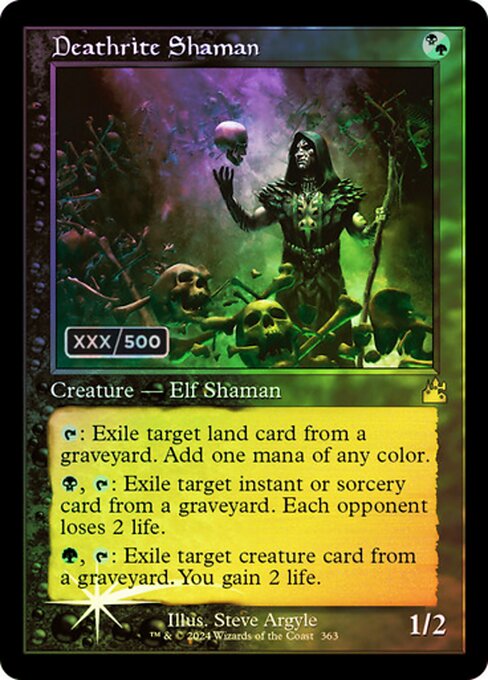 Deathrite Shaman
XXX/500
Creature — Elf Shaman
: Exile target land card from a
graveyard. Add one mana of any color.
, : Exile target instant or sorcery
card from a graveyard. Each opponent
loses 2 life.
, : Exile target creature card from
a graveyard. You gain 2 life.
Illus. Steve Argyle
™ & © 2024 Wizards of the Coast 363
1/2